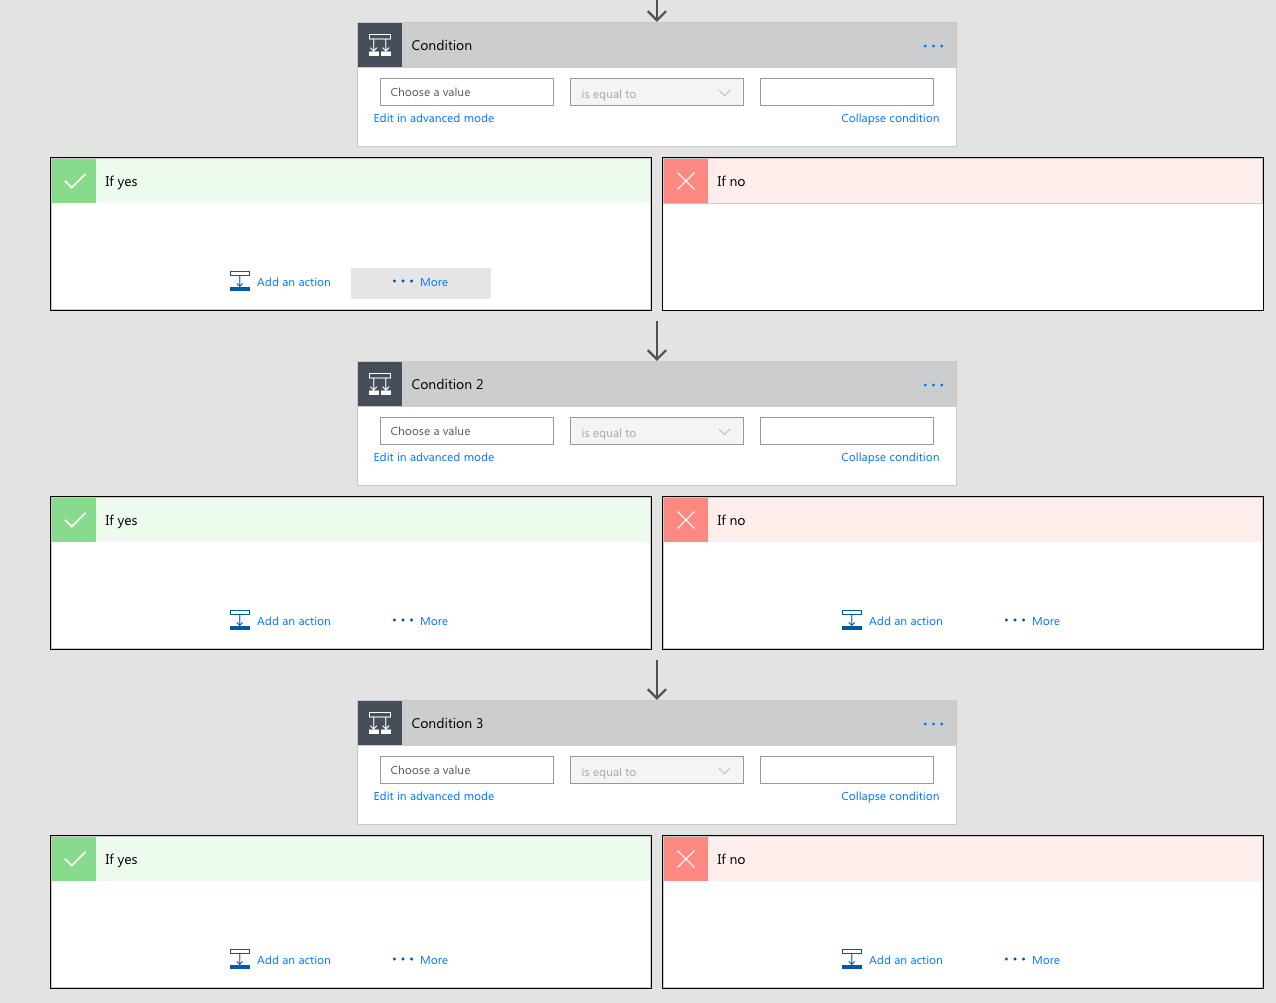 Condition
Choose a value is equal to
Edit in advanced mode Collapse condition
If yes If no
Add an action More
Condition 2
Choose a value is equal to
Edit in advanced mode Collapse condition
If yes If no
Add an action More Add an action More
Condition 3
Choose a value is equal to
Edit in advanced mode Collapse condition
If yes If no
Add an action More Add an action More